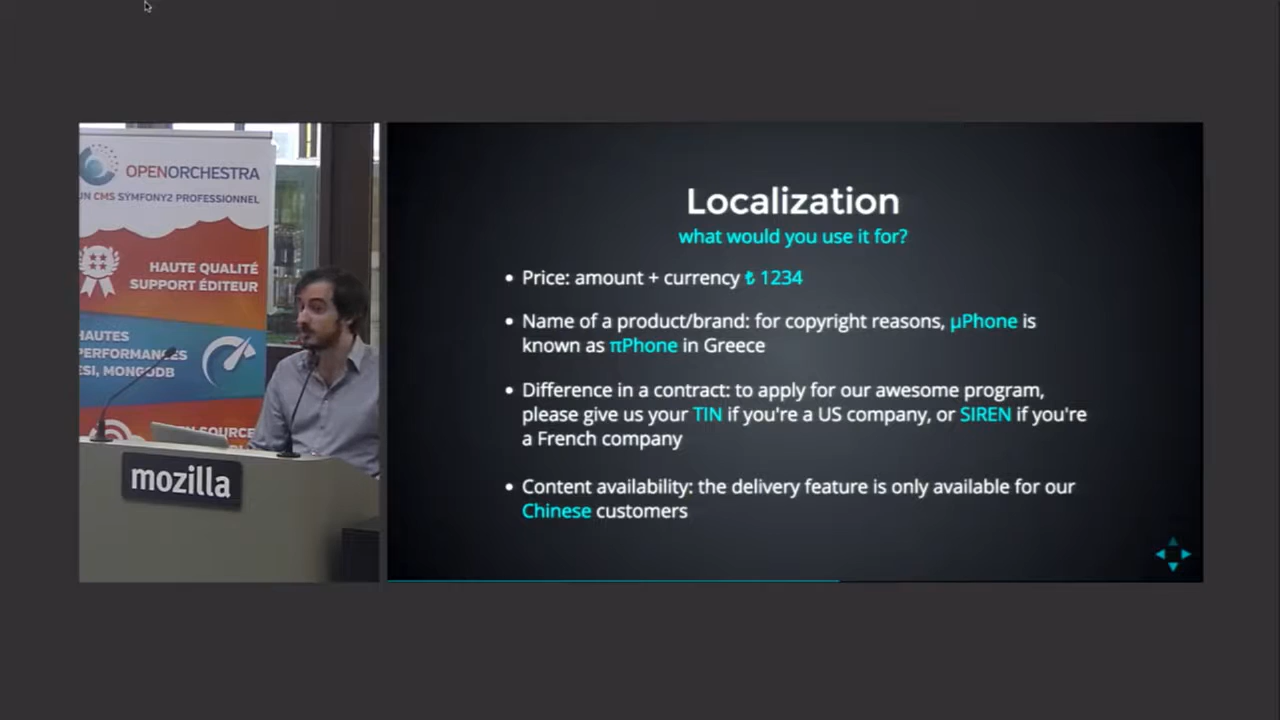 OPENORCHESTRA
UN CMS SYMFONY2 PROFESSIONNEL
HAUTE QUALITÉ
SUPPORT ÉDITEUR
HAUTES
PERFORMANCES
ESI, MONGODB
SOURCE
mozilla
Localization
what would you use it for?
• Price: amount + currency ₺ 1234
• Name of a product/brand: for copyright reasons, µPhone is
known as πPhone in Greece
• Difference in a contract: to apply for our awesome program,
please give us your TIN if you're a US company, or SIREN if you're
a French company
• Content availability: the delivery feature is only available for our
Chinese customers